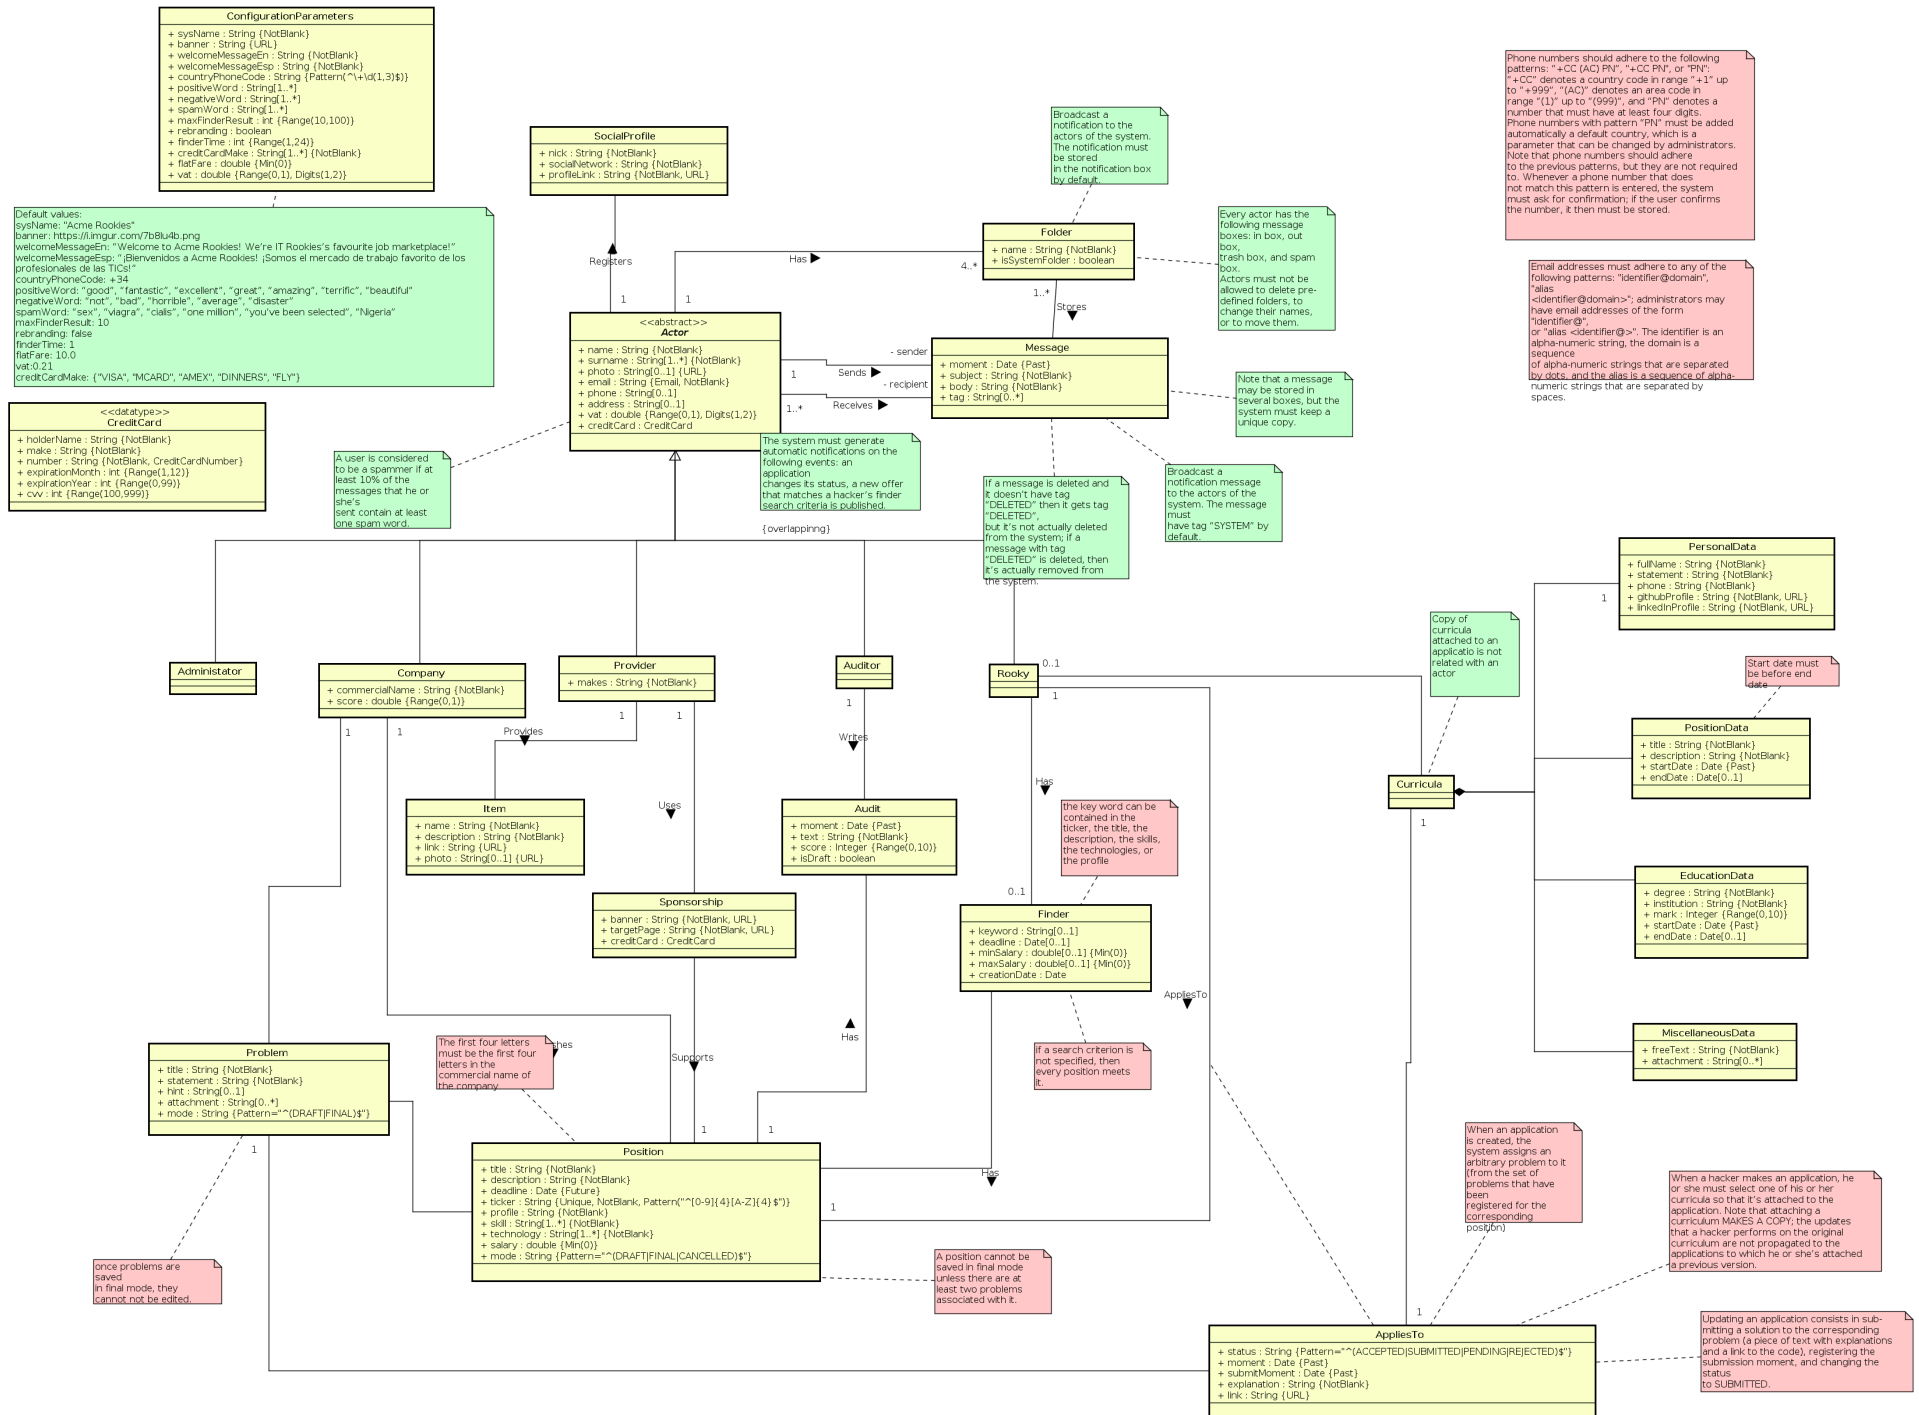 ConfigurationParameters
+ sysName : String {NotBlank}
+ banner : String {URL}
+ welcomeMessageEn : String {NotBlank}
+ welcomeMessageEsp : String {NotBlank}
+ countryPhoneCode : String {Pattern(^\+\d(1,3)$)}
+ positiveWord : String[1..*]
+ negativeWord : String[1..*]
+ spamWord : String[1..*]
+ maxFinderResult : int {Range(10,100)}
+ rebranding : boolean
+ finderTime : int {Range(1,24)}
+ creditCardMake : String[1..*] {NotBlank}
+ flatFare : double {Min(0)}
+ vat : double {Range(0,1), Digits(1,2)}
Default values:
sysName: "Acme Rookies"
banner: https://i.imgur.com/7b8lu4b.png
welcomeMessageEn: “Welcome to Acme Rookies! We’re IT Rookies’s favourite job marketplace!”
welcomeMessageEsp: “¡Bienvenidos a Acme Rookies! ¡Somos el mercado de trabajo favorito de los
profesionales de las TICs!”
countryPhoneCode: +34
positiveWord: “good”, “fantastic”, “excellent”, “great”, “amazing”, “terrific”, “beautiful”
negativeWord: “not”, “bad”, “horrible”, “average”, “disaster”
spamWord: “sex”, “viagra”, “cialis”, “one million”, “you’ve been selected”, “Nigeria”
maxFinderResult: 10
rebranding: false
finderTime: 1
flatFare: 10.0
vat:0.21
creditCardMake: {"VISA", "MCARD", "AMEX", "DINNERS", "FLY"}
<<datatype>>
CreditCard
+ holderName : String {NotBlank}
+ make : String {NotBlank}
+ number : String {NotBlank, CreditCardNumber}
+ expirationMonth : int {Range(1,12)}
+ expirationYear : int {Range(0,99)}
+ cvv : int {Range(100,999)}
SocialProfile
+ nick : String {NotBlank}
+ socialNetwork : String {NotBlank}
+ profileLink : String {NotBlank, URL}
Registers
1
Has
1
4..*
<<abstract>>
Actor
+ name : String {NotBlank}
+ surname : String[1..*] {NotBlank}
+ photo : String[0..1] {URL}
+ email : String {Email, NotBlank}
+ phone : String[0..1]
+ address : String[0..1]
+ vat : double {Range(0,1), Digits(1,2)}
+ creditCard : CreditCard
Broadcast a
notification to the
actors of the system.
The notification must
be stored
in the notification box
by default.
Folder
+ name : String {NotBlank}
+ isSystemFolder : boolean
Every actor has the
following message
boxes: in box, out
box,
trash box, and spam
box.
Actors must not be
allowed to delete pre-
defined folders, to
change their names,
or to move them.
1..*
Stores
- sender
1
Sends
- recipient
1..*
Receives
Message
+ moment : Date {Past}
+ subject : String {NotBlank}
+ body : String {NotBlank}
+ tag : String[0..*]
Note that a message
may be stored in
several boxes, but the
system must keep a
unique copy.
Phone numbers should adhere to the following
patterns: “+CC (AC) PN”, "+CC PN", or "PN":
“+CC” denotes a country code in range “+1” up
to “+999”, “(AC)” denotes an area code in
range “(1)” up to “(999)”, and “PN” denotes a
number that must have at least four digits.
Phone numbers with pattern “PN” must be added
automatically a default country, which is a
parameter that can be changed by administrators.
Note that phone numbers should adhere
to the previous patterns, but they are not required
to. Whenever a phone number that does
not match this pattern is entered, the system
must ask for confirmation; if the user confirms
the number, it then must be stored.
Email addresses must adhere to any of the
following patterns: "identifier@domain",
"alias
<identifier@domain>"; administrators may
have email addresses of the form
"identifier@",
or "alias <identifier@>". The identifier is an
alpha-numeric string, the domain is a
sequence
of alpha-numeric strings that are separated
by dots, and the alias is a sequence of alpha-
numeric strings that are separated by
spaces.
A user is considered
to be a spammer if at
least 10% of the
messages that he or
she’s
sent contain at least
one spam word.
The system must generate
automatic notifications on the
following events: an
application
changes its status, a new offer
that matches a hacker’s finder
search criteria is published.
{overlappinng}
If a message is deleted and
it doesn’t have tag
“DELETED” then it gets tag
“DELETED”,
but it’s not actually deleted
from the system; if a
message with tag
“DELETED” is deleted, then
it’s actually removed from
the system.
Broadcast a
notification message
to the actors of the
system. The message
must
have tag “SYSTEM” by
default.
Administator
Company
+ commercialName : String {NotBlank}
+ score : double {Range(0,1)}
Provider
+ makes : String {NotBlank}
Auditor
Rooky
0..1
1
Copy of
curricula
attached to an
applicatio is not
related with an
actor
PersonalData
+ fullName : String {NotBlank}
+ statement : String {NotBlank}
+ phone : String {NotBlank}
+ githubProfile : String {NotBlank, URL}
+ linkedInProfile : String {NotBlank, URL}
1
Start date must
be before end
date
PositionData
+ title : String {NotBlank}
+ description : String {NotBlank}
+ startDate : Date {Past}
+ endDate : Date[0..1]
Curricula
1
1
1
1
1
1
Provides
Uses
Writes
Has
Item
+ name : String {NotBlank}
+ description : String {NotBlank}
+ link : String {URL}
+ photo : String[0..1] {URL}
Audit
+ moment : Date {Past}
+ text : String {NotBlank}
+ score : Integer {Range(0,10)}
+ isDraft : boolean
the key word can be
contained in the
ticker, the title, the
description, the skills,
the technologies, or
the profile
0..1
Sponsorship
+ banner : String {NotBlank, URL}
+ targetPage : String {NotBlank, URL}
+ creditCard : CreditCard
Finder
+ keyword : String[0..1]
+ deadline : Date[0..1]
+ minSalary : double[0..1] {Min(0)}
+ maxSalary : double[0..1] {Min(0)}
+ creationDate : Date
EducationData
+ degree : String {NotBlank}
+ institution : String {NotBlank}
+ mark : Integer {Range(0,10)}
+ startDate : Date {Past}
+ endDate : Date[0..1]
AppliesTo
Has
Supports
The first four letters
must be the first four
letters in the
commercial name of
the company
if a search criterion is
not specified, then
every position meets
it.
MiscellaneousData
+ freeText : String {NotBlank}
+ attachment : String[0..*]
Problem
+ title : String {NotBlank}
+ statement : String {NotBlank}
+ hint : String[0..1]
+ attachment : String[0..*]
+ mode : String {Pattern="^(DRAFT|FINAL)$"}
1
1
1
Has
1
Position
+ title : String {NotBlank}
+ description : String {NotBlank}
+ deadline : Date {Future}
+ ticker : String {Unique, NotBlank, Pattern("^[0-9]{4}[A-Z]{4}$")}
+ profile : String {NotBlank}
+ skill : String[1..*] {NotBlank}
+ technology : String[1..*] {NotBlank}
+ salary : double {Min(0)}
+ mode : String {Pattern="^(DRAFT|FINAL|CANCELLED)$"}
once problems are
saved
in final mode, they
cannot not be edited.
A position cannot be
saved in final mode
unless there are at
least two problems
associated with it.
When an application
is created, the
system assigns an
arbitrary problem to it
(from the set of
problems that have
been
registered for the
corresponding
position)
When a hacker makes an application, he
or she must select one of his or her
curricula so that it’s attached to the
application. Note that attaching a
curriculum MAKES A COPY; the updates
that a hacker performs on the original
curriculum are not propagated to the
applications to which he or she’s attached
a previous version.
1
AppliesTo
+ status : String {Pattern="^(ACCEPTED|SUBMITTED|PENDING|REJECTED)$"}
+ moment : Date {Past}
+ submitMoment : Date {Past}
+ explanation : String {NotBlank}
+ link : String {URL}
Updating an application consists in sub-
mitting a solution to the corresponding
problem (a piece of text with explanations
and a link to the code), registering the
submission moment, and changing the
status
to SUBMITTED.